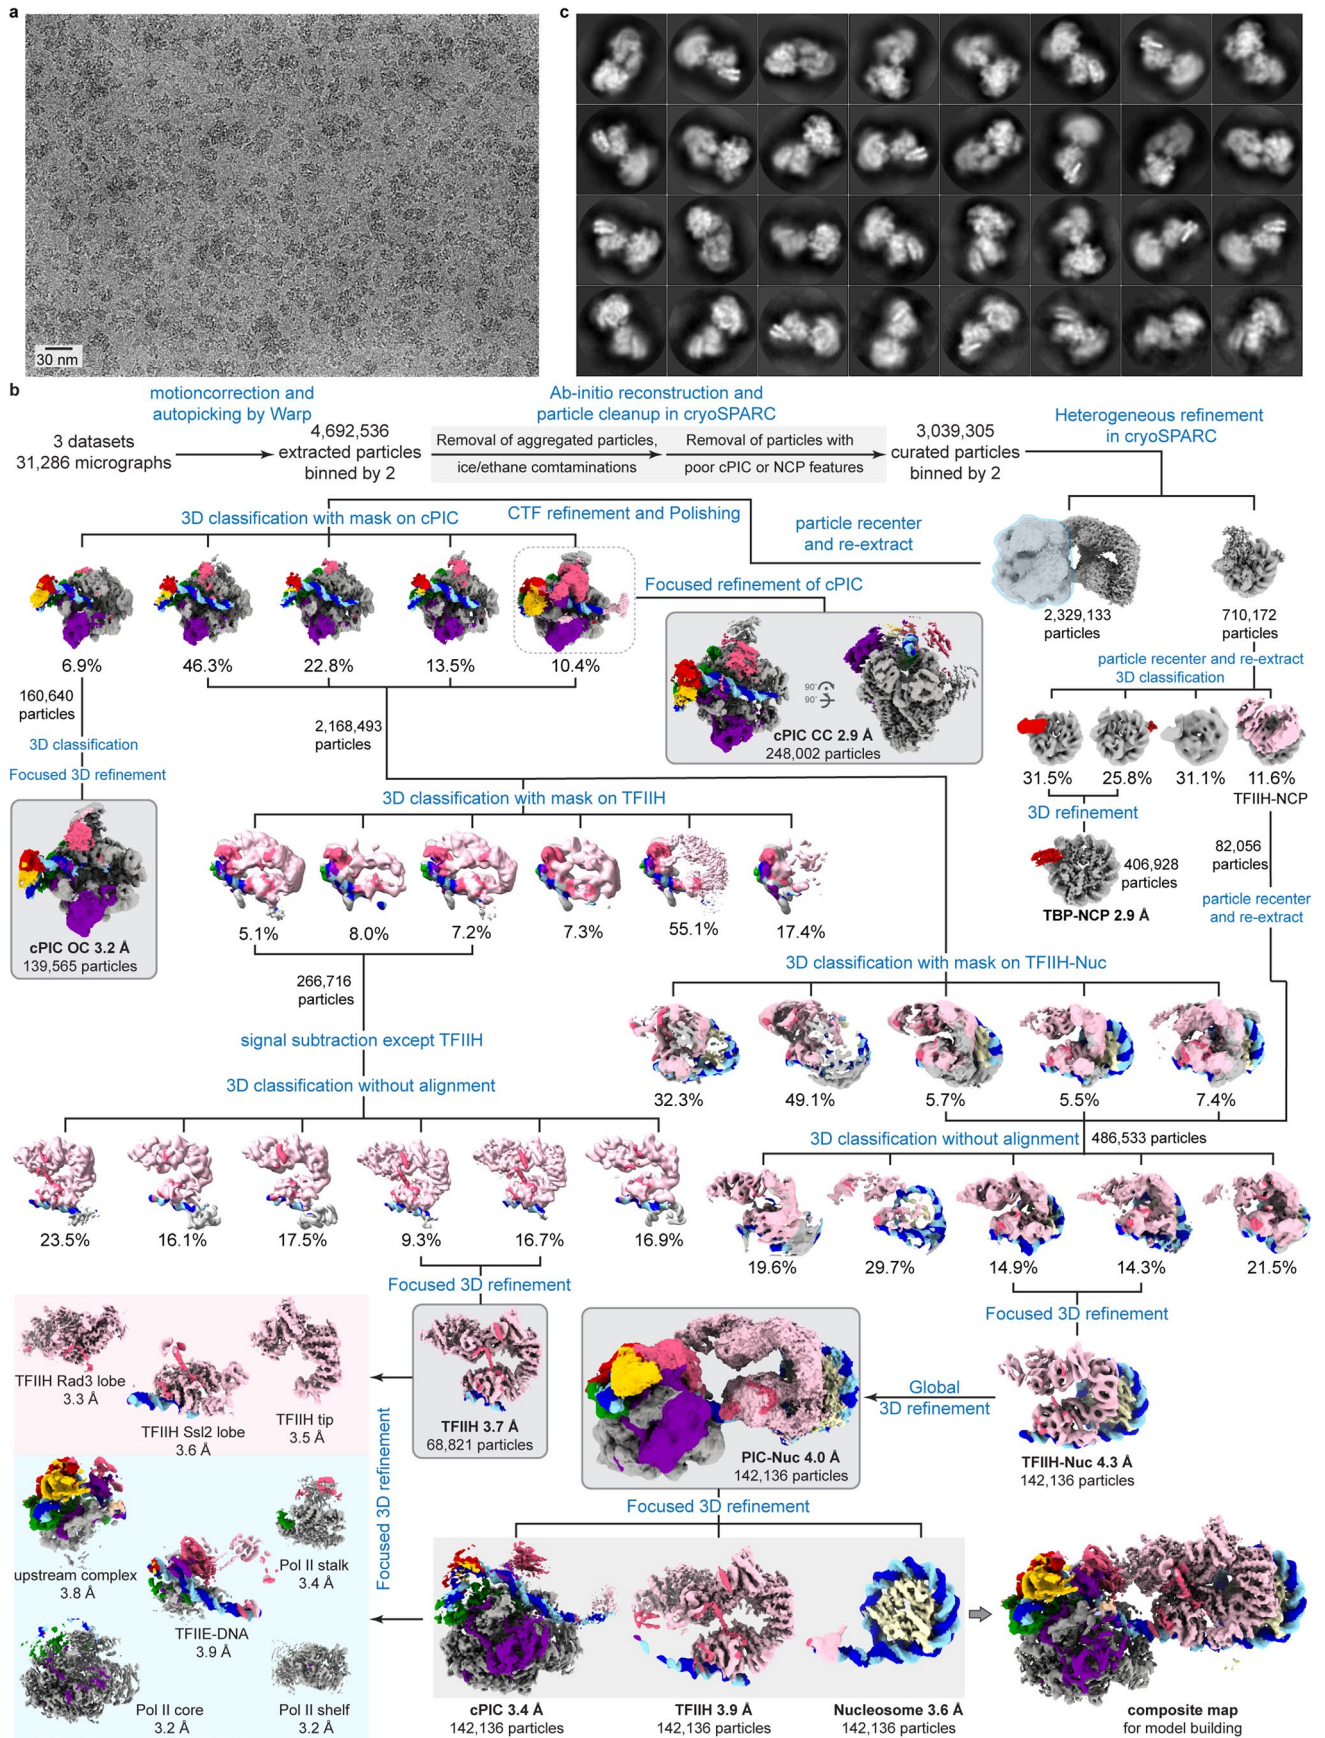 a
c
30 nm
b
motioncorrection and
autopicking by Warp
Ab-initio reconstruction and
particle cleanup in cryoSPARC
Heterogeneous refinement
in cryoSPARC
3 datasets
31,286 micrographs
4,692,536
extracted particles
binned by 2
Removal of aggregated particles,
ice/ethane comtaminations
Removal of particles with
poor cPIC or NCP features
3,039,305
curated particles
binned by 2
3D classification with mask on cPIC
CTF refinement and Polishing
particle recenter
and re-extract
Focused refinement of cPIC
2,329,133
particles
710,172
particles
6.9%
46.3%
22.8%
13.5%
10.4%
particle recenter and re-extract
3D classification
160,640
particles
2,168,493
particles
90°
90°
cPIC CC 2.9 Å
248,002 particles
3D classification
Focused 3D refinement
31.5%
25.8%
31.1%
11.6%
TFIIH-NCP
3D classification with mask on TFIIH
3D refinement
82,056
particles
406,928
particles
TBP-NCP 2.9 Å
particle recenter
and re-extract
cPIC OC 3.2 Å
139,565 particles
5.1%
8.0%
7.2%
7.3%
55.1%
17.4%
3D classification with mask on TFIIH-Nuc
266,716
particles
signal subtraction except TFIIH
3D classification without alignment
32.3%
49.1%
5.7%
5.5%
7.4%
3D classification without alignment
486,533 particles
23.5%
16.1%
17.5%
9.3%
16.7%
16.9%
19.6%
29.7%
14.9%
14.3%
21.5%
Focused 3D refinement
Focused 3D refinement
TFIIH Rad3 lobe
3.3 Å
TFIIH Ssl2 lobe
3.6 Å
TFIIH tip
3.5 Å
TFIIH 3.7 Å
68,821 particles
PIC-Nuc 4.0 Å
142,136 particles
Global
3D refinement
TFIIH-Nuc 4.3 Å
142,136 particles
Focused 3D refinement
Focused 3D refinement
upstream complex
3.8 Å
Pol II stalk
3.4 Å
TFIIE-DNA
3.9 Å
Pol II core
3.2 Å
Pol II shelf
3.2 Å
cPIC 3.4 Å
142,136 particles
TFIIH 3.9 Å
142,136 particles
Nucleosome 3.6 Å
142,136 particles
composite map
for model building